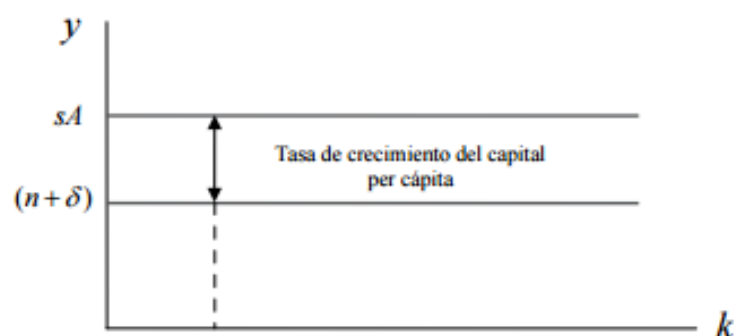 y
sA
Tasa de crecimiento del capital
per cápita
(n+δ)
k